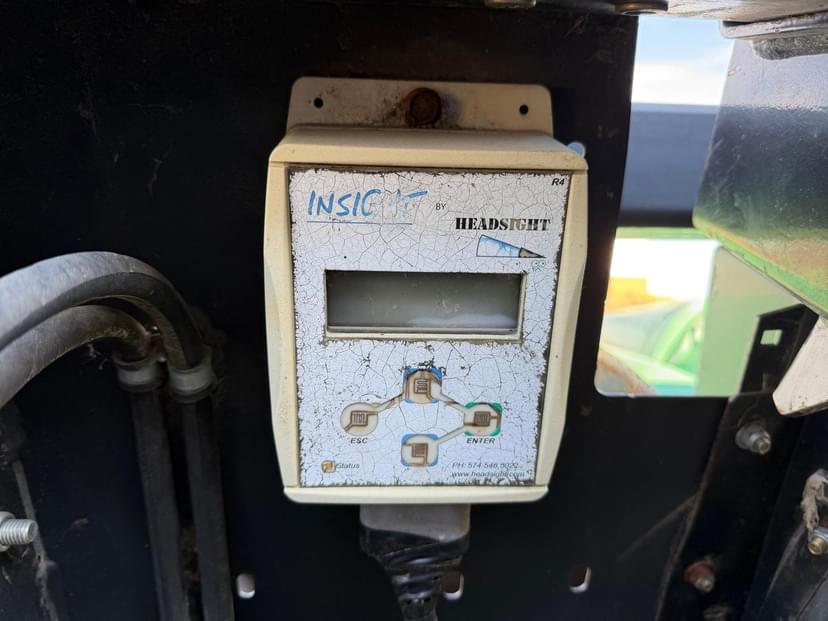 R4
INSIGHT BY
HEADSIGHT
ESC
ENTER
Status
PH: 574.546.5022
www.headsight.com